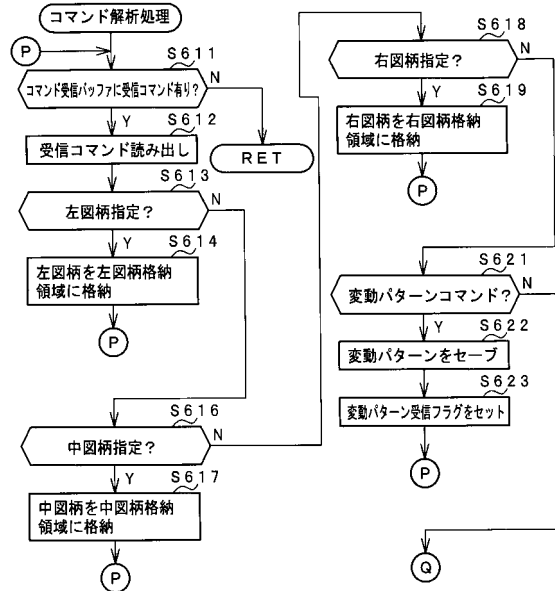 コマンド解析処理
P
S611
コマンド受信バッファに受信コマンド有り?
N
Y
S612
受信コマンド読み出し
RET
S613
左図柄指定?
N
Y
S614
左図柄を左図柄格納
領域に格納
P
S616
中図柄指定?
N
Y
S617
中図柄を中図柄格納
領域に格納
P
S618
右図柄指定?
N
Y
S619
右図柄を右図柄格納
領域に格納
P
S621
変動パターンコマンド?
N
Y
S622
変動パターンをセーブ
S623
変動パターン受信フラグをセット
P
Q